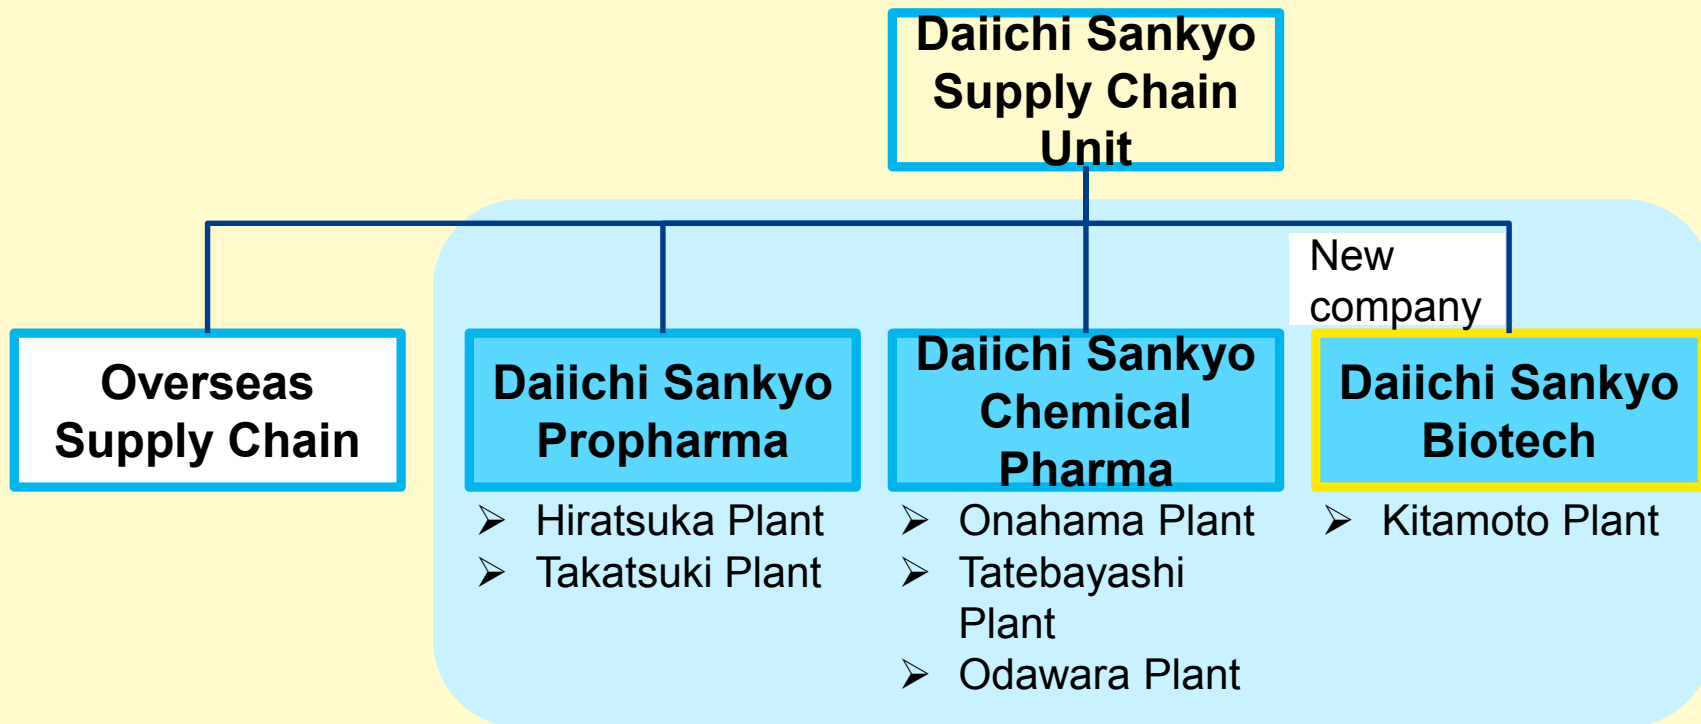 Daiichi Sankyo
Supply Chain
Unit
New
company
Overseas
Supply Chain
Daiichi Sankyo
Propharma
Daiichi Sankyo
Chemical
Pharma
Daiichi Sankyo
Biotech
➢ Hiratsuka Plant
➢ Takatsuki Plant
➢ Onahama Plant
➢ Tatebayashi
Plant
➢ Odawara Plant
➢ Kitamoto Plant